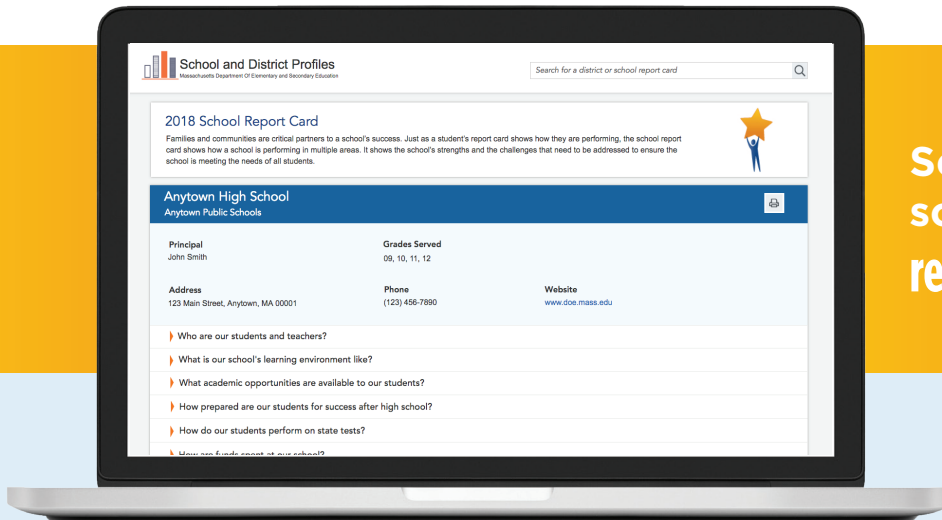 School and District Profiles
Massachusetts Department Of Elementary and Secondary Education
Search for a district or school report card
2018 School Report Card
Families and communities are critical partners to a school's success. Just as a student's report card shows how they are performing, the school report
card shows how a school is performing in multiple areas. It shows the school's strengths and the challenges that need to be addressed to ensure the
school is meeting the needs of all students.
Anytown High School
Anytown Public Schools
Principal
John Smith
Grades Served
09, 10, 11, 12
Address
123 Main Street, Anytown, MA 00001
Phone
(123) 456-7890
Website
www.doe.mass.edu
Who are our students and teachers?
What is our school's learning environment like?
What academic opportunities are available to our students?
How prepared are our students for success after high school?
How do our students perform on state tests?
How are funds spent at our school?